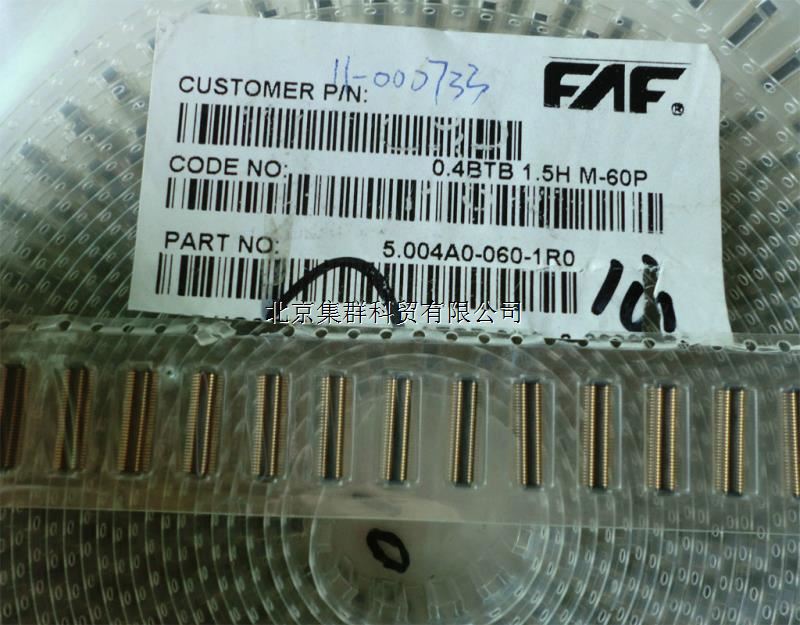 11-000733
FAF®
CUSTOMER P/N:
CODE NO: 0.4BTB 1.5H M-60P
PART NO: 5.004A0-060-1R0
北京集群科贸有限公司
0